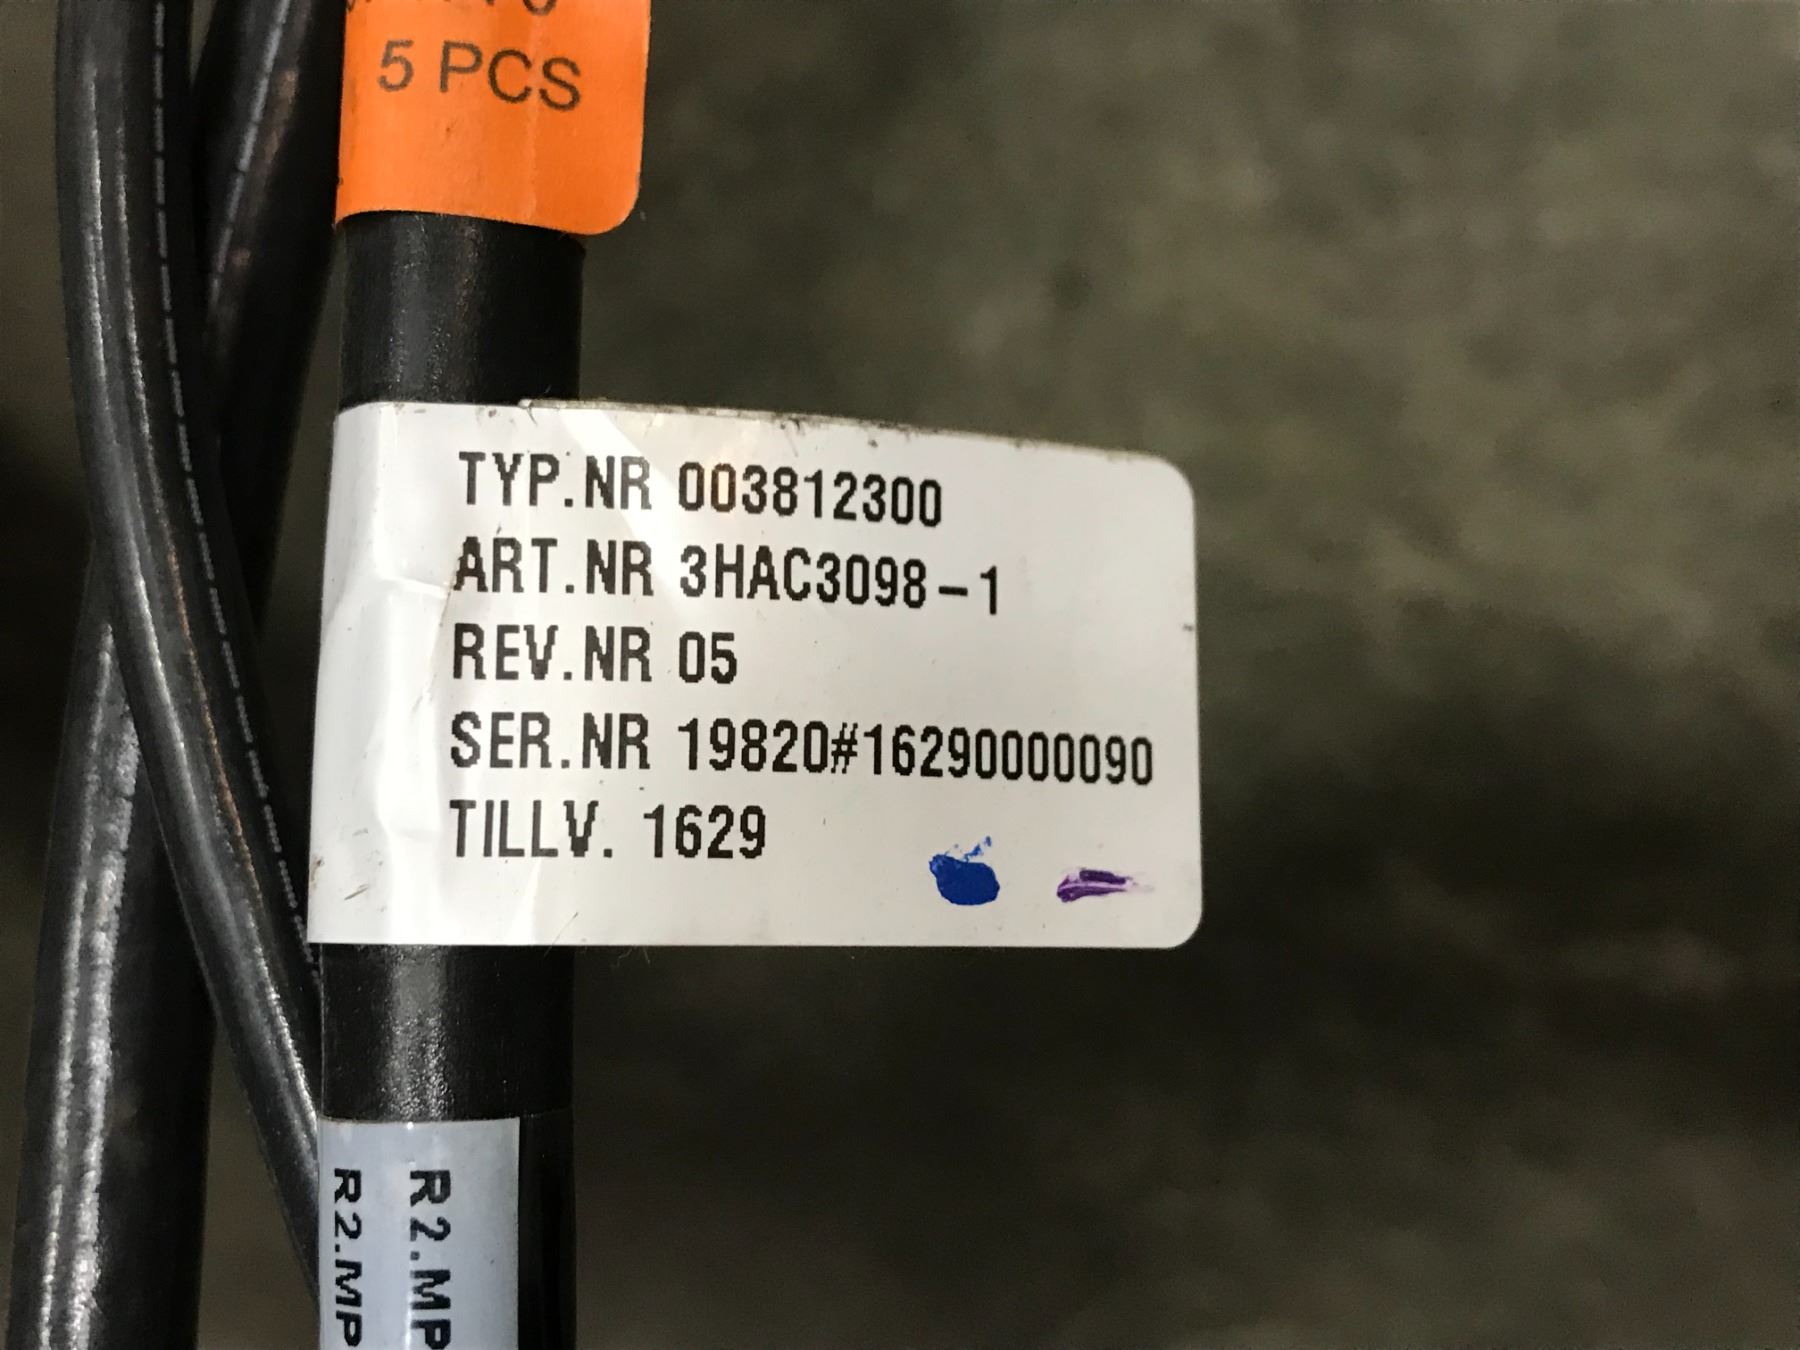 5 PCS
TYP.NR 003812300
ART.NR 3HAC3098-1
REV.NR 05
SER.NR 19820#16290000090
TILLV. 1629
R2.MP
R2.MP